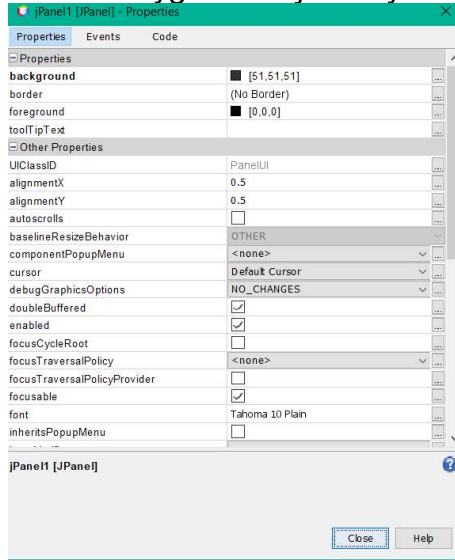 jPanel1 [JPanel] - Properties
Properties Events Code
Properties
background [51,51,51] ...
border (No Border) ...
foreground [0,0,0] ...
toolTipText ...
Other Properties
UIClassID PanelUI ...
alignmentX 0.5 ...
alignmentY 0.5 ...
autoscrolls ...
baselineResizeBehavior OTHER
componentPopupMenu <none> ...
cursor Default Cursor ...
debugGraphicsOptions NO_CHANGES ...
doubleBuffered ...
enabled ...
focusCycleRoot ...
focusTraversalPolicy <none> ...
focusTraversalPolicyProvider ...
focusable ...
font Tahoma 10 Plain ...
inheritsPopupMenu ...
jPanel1 [JPanel]
Close Help